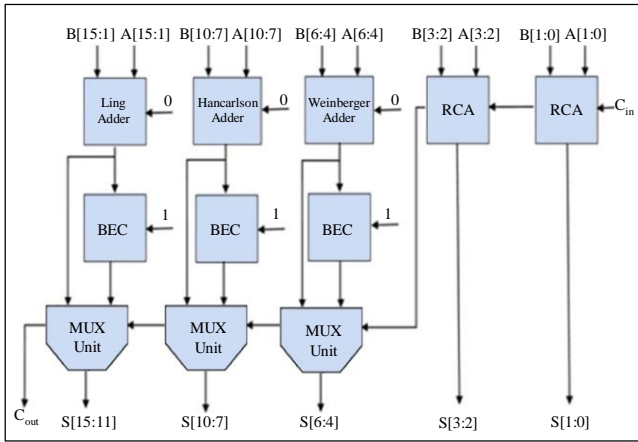 B[15:1] A[15:1] B[10:7] A[10:7] B[6:4] A[6:4] B[3:2] A[3:2] B[1:0] A[1:0]
Ling Adder 0 Hancarlson Adder 0 Weinberger Adder 0 RCA RCA Cin
BEC 1 BEC 1 BEC 1
MUX Unit MUX Unit MUX Unit
Cout S[15:11] S[10:7] S[6:4] S[3:2] S[1:0]